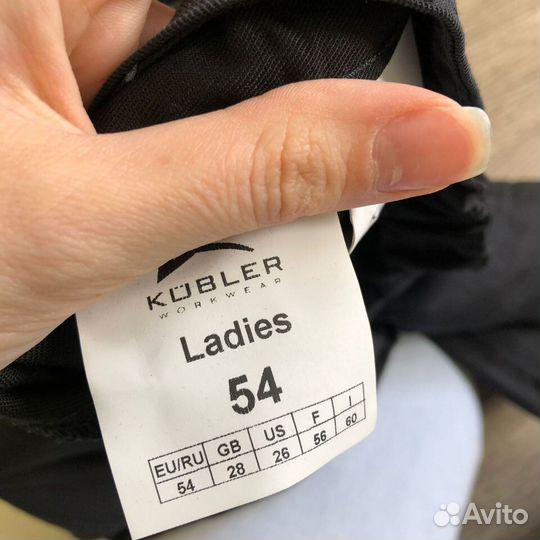 KÜBLER
WORKWEAR
Ladies
54
EU/RU GB US F I
54 28 26 56 60
Avito